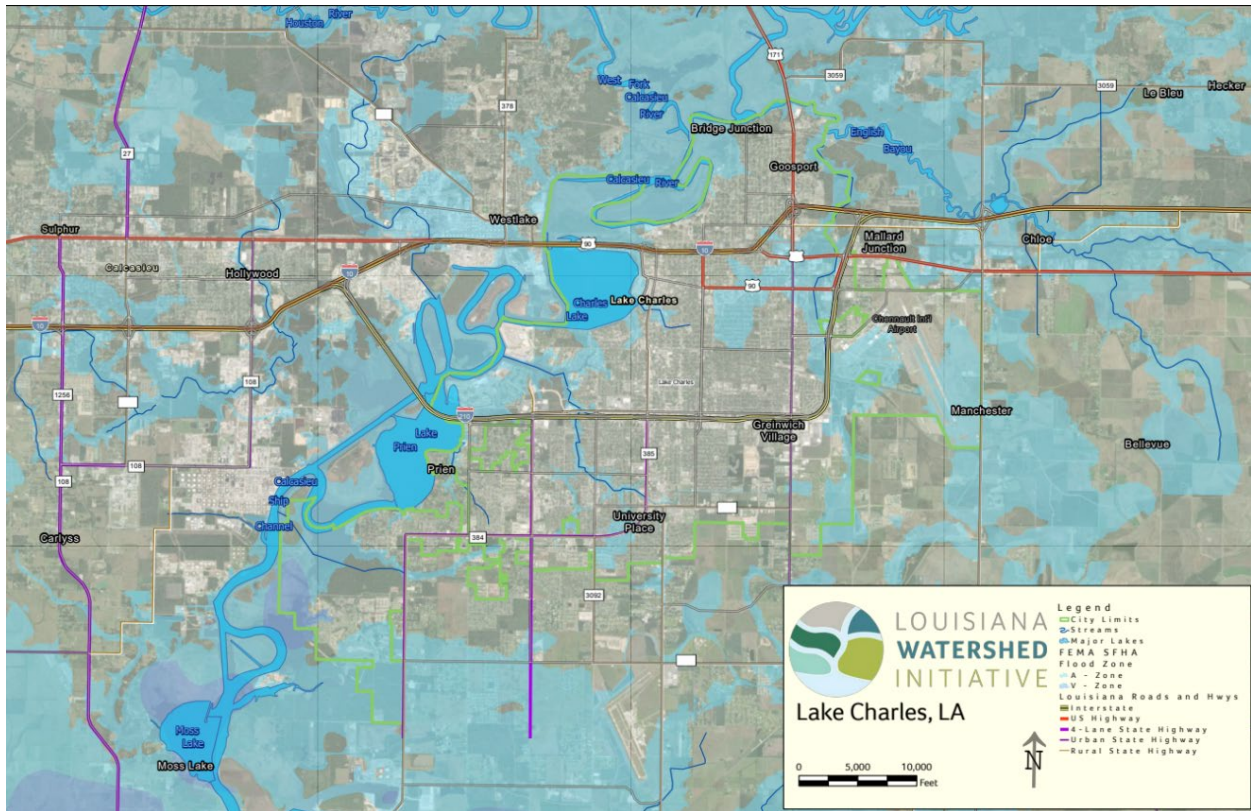 Houston
River
171
3059
Hecker
3059
Le Bleu
West
Fork
Calcasieu
River
378
Bridge Junction
English
Bayou
27
Goosport
Calcasieu
River
Westlake
Sulphur
90
10
Mallard
Junction
Chloe
Calcasieu
Hollywood
10
90
Charles
Lake
Lake Charles
10
Chennault Int'l
Airport
108
1256
Lake Charles
210
Manchester
Greinwich
Village
Lake
Prien
Prien
385
Bellevue
108
108
Calcasieu
Ship
Channel
University
Place
Carlyss
384
3092
Moss
Lake
Moss Lake
LOUISIANA
WATERSHED
INITIATIVE
Lake Charles, LA
0 5,000 10,000
Feet
N
Legend
City Limits
Streams
Major Lakes
FEMA SFHA
Flood Zone
A - Zone
V - Zone
Louisiana Roads and Hwys
Interstate
US Highway
4-Lane State Highway
Urban State Highway
Rural State Highway